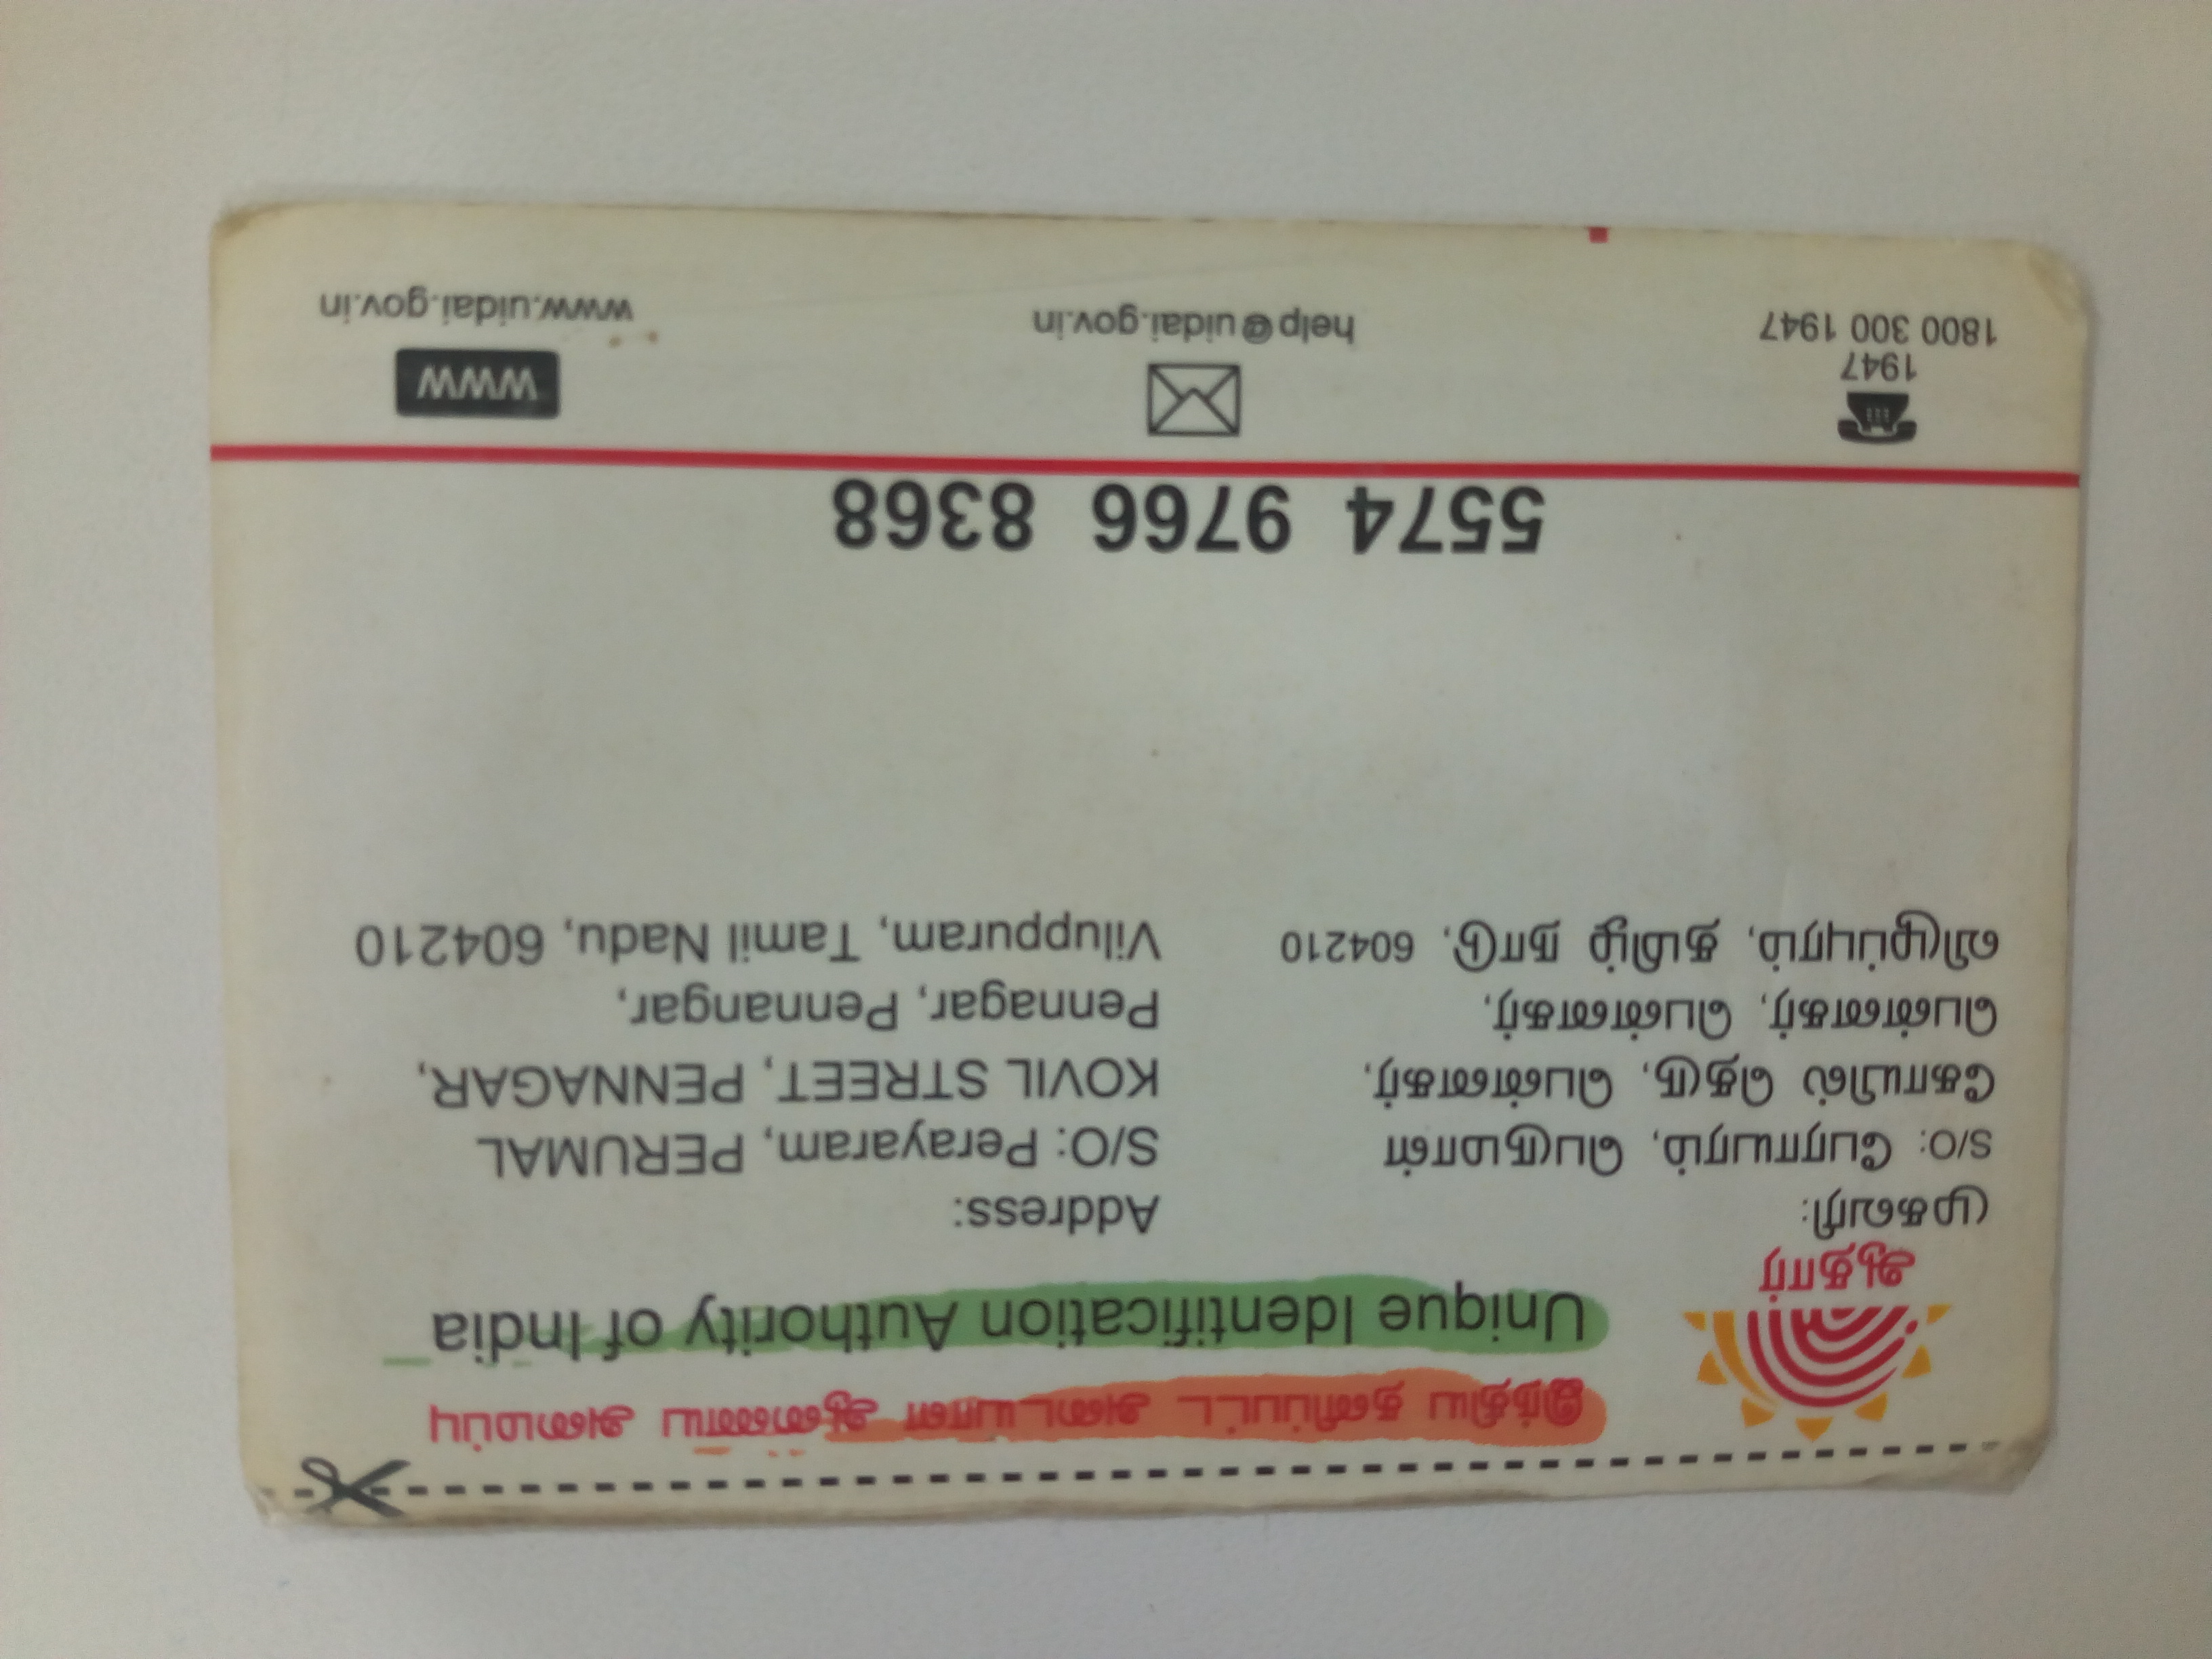 இந்திய தனிப்பட்ட அடையாள ஆணைய அமைப்பு
Unique Identification Authority of India
ஆதார்
முகவரி:
S/O: பேராயரம், பெருமாள்
கோயில் தெரு, பெண்ணகர்,
பெண்ணகர், பெண்ணகர்,
விழுப்புரம், தமிழ் நாடு, 604210
Address:
S/O: Perayaram, PERUMAL
KOVIL STREET, PENNAGAR,
Pennagar, Pennangar,
Viluppuram, Tamil Nadu, 604210
5574 9766 8368
1947
1800 300 1947
help@uidai.gov.in
WWW
www.uidai.gov.in